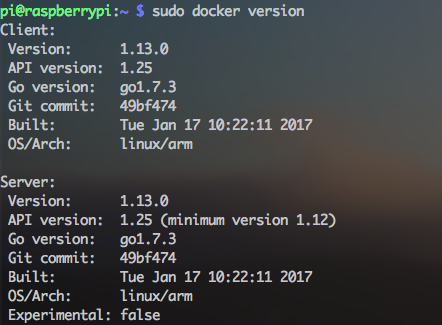 pi@raspberrypi:~ $ sudo docker version
Client:
 Version:      1.13.0
 API version:  1.25
 Go version:   go1.7.3
 Git commit:   49bf474
 Built:        Tue Jan 17 10:22:11 2017
 OS/Arch:      linux/arm

Server:
 Version:      1.13.0
 API version:  1.25 (minimum version 1.12)
 Go version:   go1.7.3
 Git commit:   49bf474
 Built:        Tue Jan 17 10:22:11 2017
 OS/Arch:      linux/arm
 Experimental: false